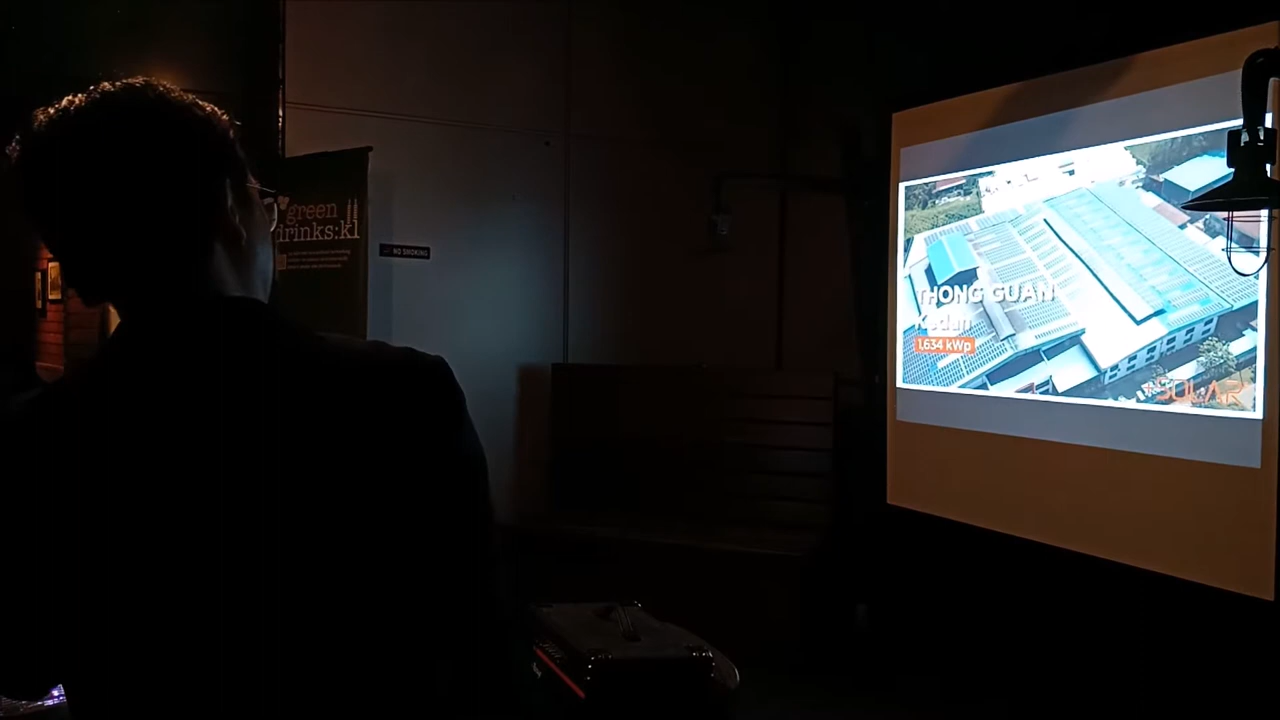 green
drinks:kl
NO SMOKING
THONG GUAN
Kedah
1,634 kWp
+SOLAR